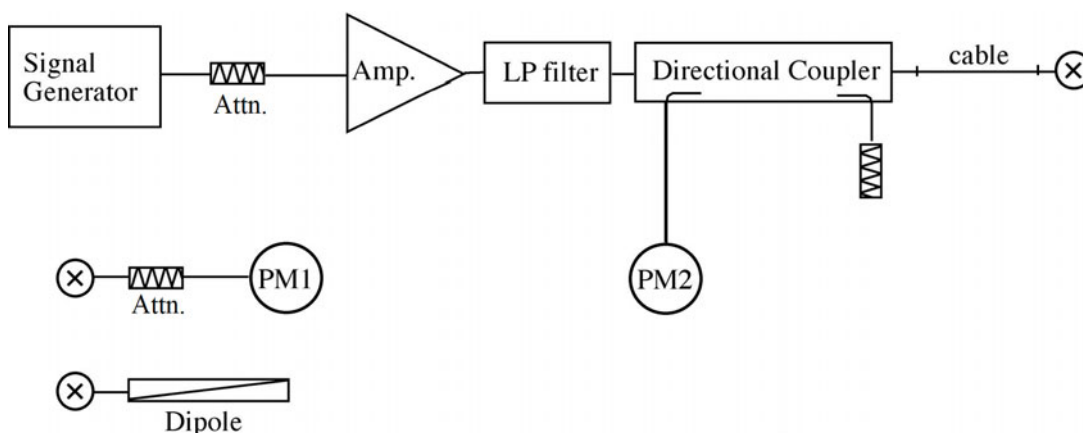 Signal
Generator
Attn.
Amp.
LP filter
Directional Coupler
cable
PM1
Attn.
PM2
Dipole